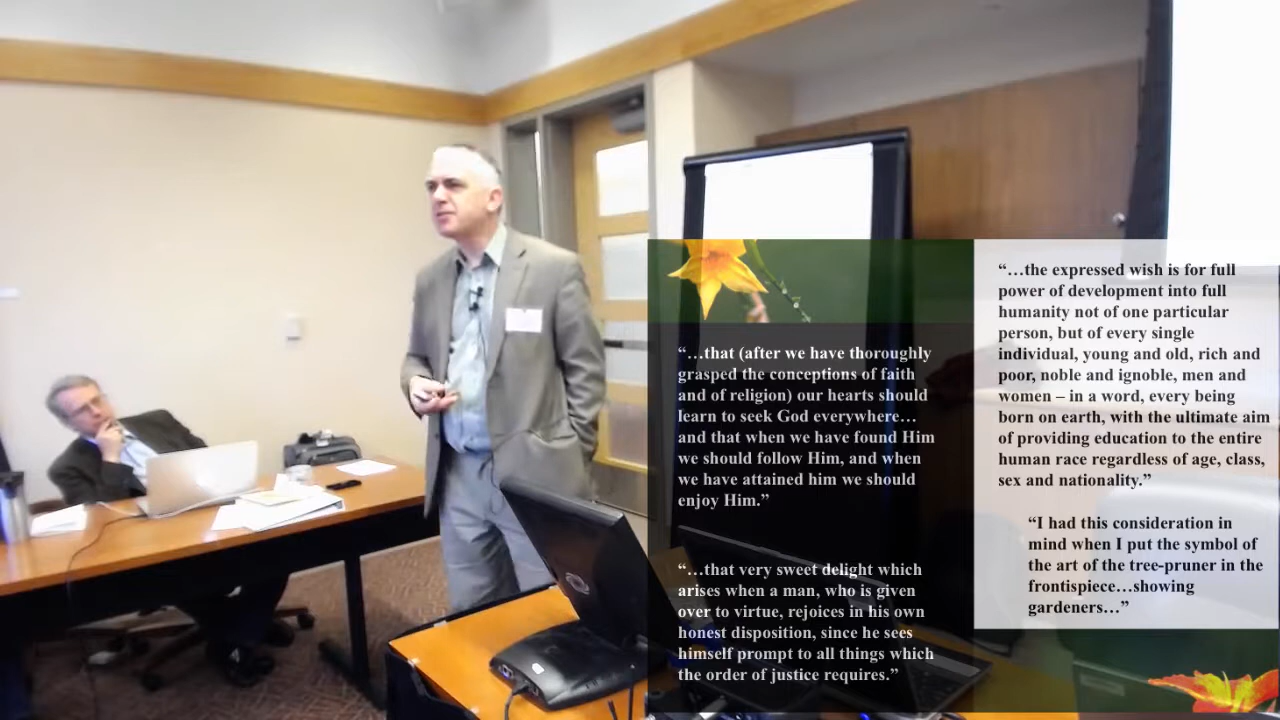 “…that (after we have thoroughly
grasped the conceptions of faith
and of religion) our hearts should
learn to seek God everywhere…
and that when we have found Him
we should follow Him, and when
we have attained him we should
enjoy Him.”
“…that very sweet delight which
arises when a man, who is given
over to virtue, rejoices in his own
honest disposition, since he sees
himself prompt to all things which
the order of justice requires.”
“…the expressed wish is for full
power of development into full
humanity not of one particular
person, but of every single
individual, young and old, rich and
poor, noble and ignoble, men and
women – in a word, every being
born on earth, with the ultimate aim
of providing education to the entire
human race regardless of age, class,
sex and nationality.”
“I had this consideration in
mind when I put the symbol of
the art of the tree-pruner in the
frontispiece…showing
gardeners…”